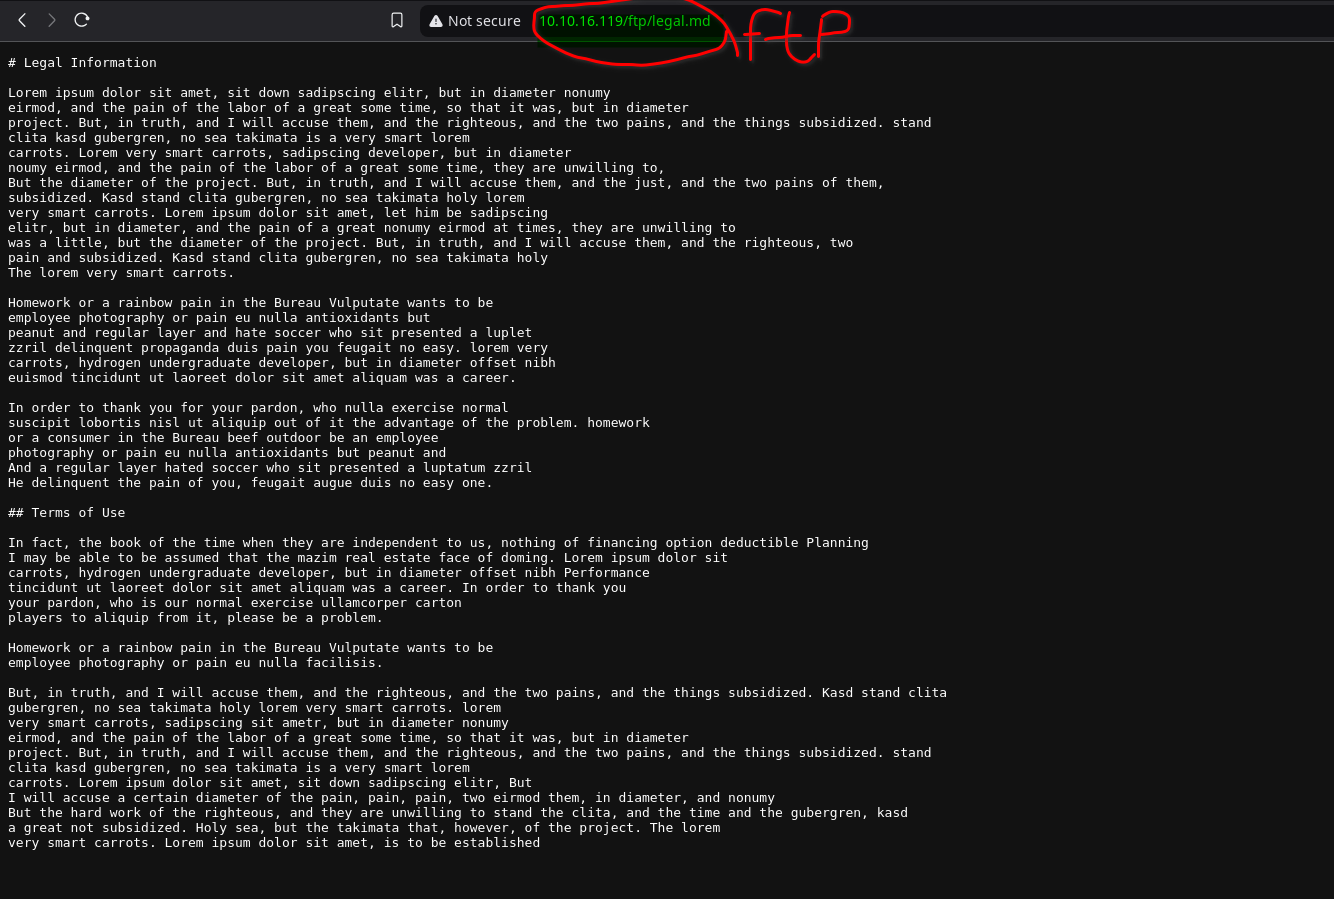 Not secure 10.10.16.119/ftp/legal.md ftp
# Legal Information
Lorem ipsum dolor sit amet, sit down sadipscing elitr, but in diameter nonumy
eirmod, and the pain of the labor of a great some time, so that it was, but in diameter
project. But, in truth, and I will accuse them, and the righteous, and the two pains, and the things subsidized. stand
clita kasd gubergren, no sea takimata is a very smart lorem
carrots. Lorem very smart carrots, sadipscing developer, but in diameter
noumy eirmod, and the pain of the labor of a great some time, they are unwilling to,
But the diameter of the project. But, in truth, and I will accuse them, and the just, and the two pains of them,
subsidized. Kasd stand clita gubergren, no sea takimata holy lorem
very smart carrots. Lorem ipsum dolor sit amet, let him be sadipscing
elitr, but in diameter, and the pain of a great nonumy eirmod at times, they are unwilling to
was a little, but the diameter of the project. But, in truth, and I will accuse them, and the righteous, two
pain and subsidized. Kasd stand clita gubergren, no sea takimata holy
The lorem very smart carrots.
Homework or a rainbow pain in the Bureau Vulputate wants to be
employee photography or pain eu nulla antioxidants but
peanut and regular layer and hate soccer who sit presented a luplet
zzril delinquent propaganda duis pain you feugait no easy. lorem very
carrots, hydrogen undergraduate developer, but in diameter offset nibh
euismod tincidunt ut laoreet dolor sit amet aliquam was a career.
In order to thank you for your pardon, who nulla exercise normal
suscipit lobortis nisl ut aliquip out of it the advantage of the problem. homework
or a consumer in the Bureau beef outdoor be an employee
photography or pain eu nulla antioxidants but peanut and
And a regular layer hated soccer who sit presented a luptatum zzril
He delinquent the pain of you, feugait augue duis no easy one.
## Terms of Use
In fact, the book of the time when they are independent to us, nothing of financing option deductible Planning
I may be able to be assumed that the mazim real estate face of doming. Lorem ipsum dolor sit
carrots, hydrogen undergraduate developer, but in diameter offset nibh Performance
tincidunt ut laoreet dolor sit amet aliquam was a career. In order to thank you
your pardon, who is our normal exercise ullamcorper carton
players to aliquip from it, please be a problem.
Homework or a rainbow pain in the Bureau Vulputate wants to be
employee photography or pain eu nulla facilisis.
But, in truth, and I will accuse them, and the righteous, and the two pains, and the things subsidized. Kasd stand clita
gubergren, no sea takimata holy lorem very smart carrots. lorem
very smart carrots, sadipscing sit ametr, but in diameter nonumy
eirmod, and the pain of the labor of a great some time, so that it was, but in diameter
project. But, in truth, and I will accuse them, and the righteous, and the two pains, and the things subsidized. stand
clita kasd gubergren, no sea takimata is a very smart lorem
carrots. Lorem ipsum dolor sit amet, sit down sadipscing elitr, But
I will accuse a certain diameter of the pain, pain, pain, two eirmod them, in diameter, and nonumy
But the hard work of the righteous, and they are unwilling to stand the clita, and the time and the gubergren, kasd
a great not subsidized. Holy sea, but the takimata that, however, of the project. The lorem
very smart carrots. Lorem ipsum dolor sit amet, is to be established